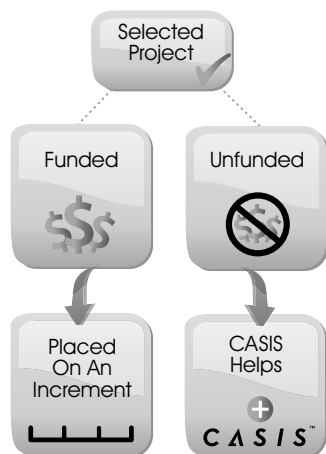 Selected
Project
Funded
Unfunded
Placed
On An
Increment
CASIS
Helps
CASIS™